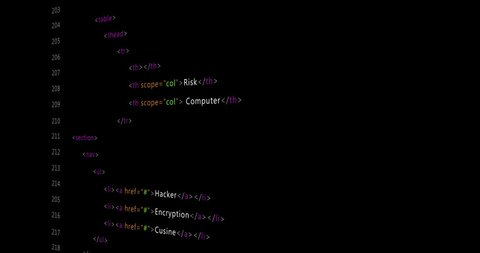 203
204 <table>
205 <thead>
206 <tr>
207 <th></th>
208 <th scope="col">Risk</th>
209 <th scope="col"> Computer</th>
210 </tr>
211 <section>
212 <nav>
213 <ul>
214 <li><a href="#">Hacker</a></li>
215 <li><a href="#">Encryption</a></li>
216 <li><a href="#">Cusine</a></li>
217 </ul>
218